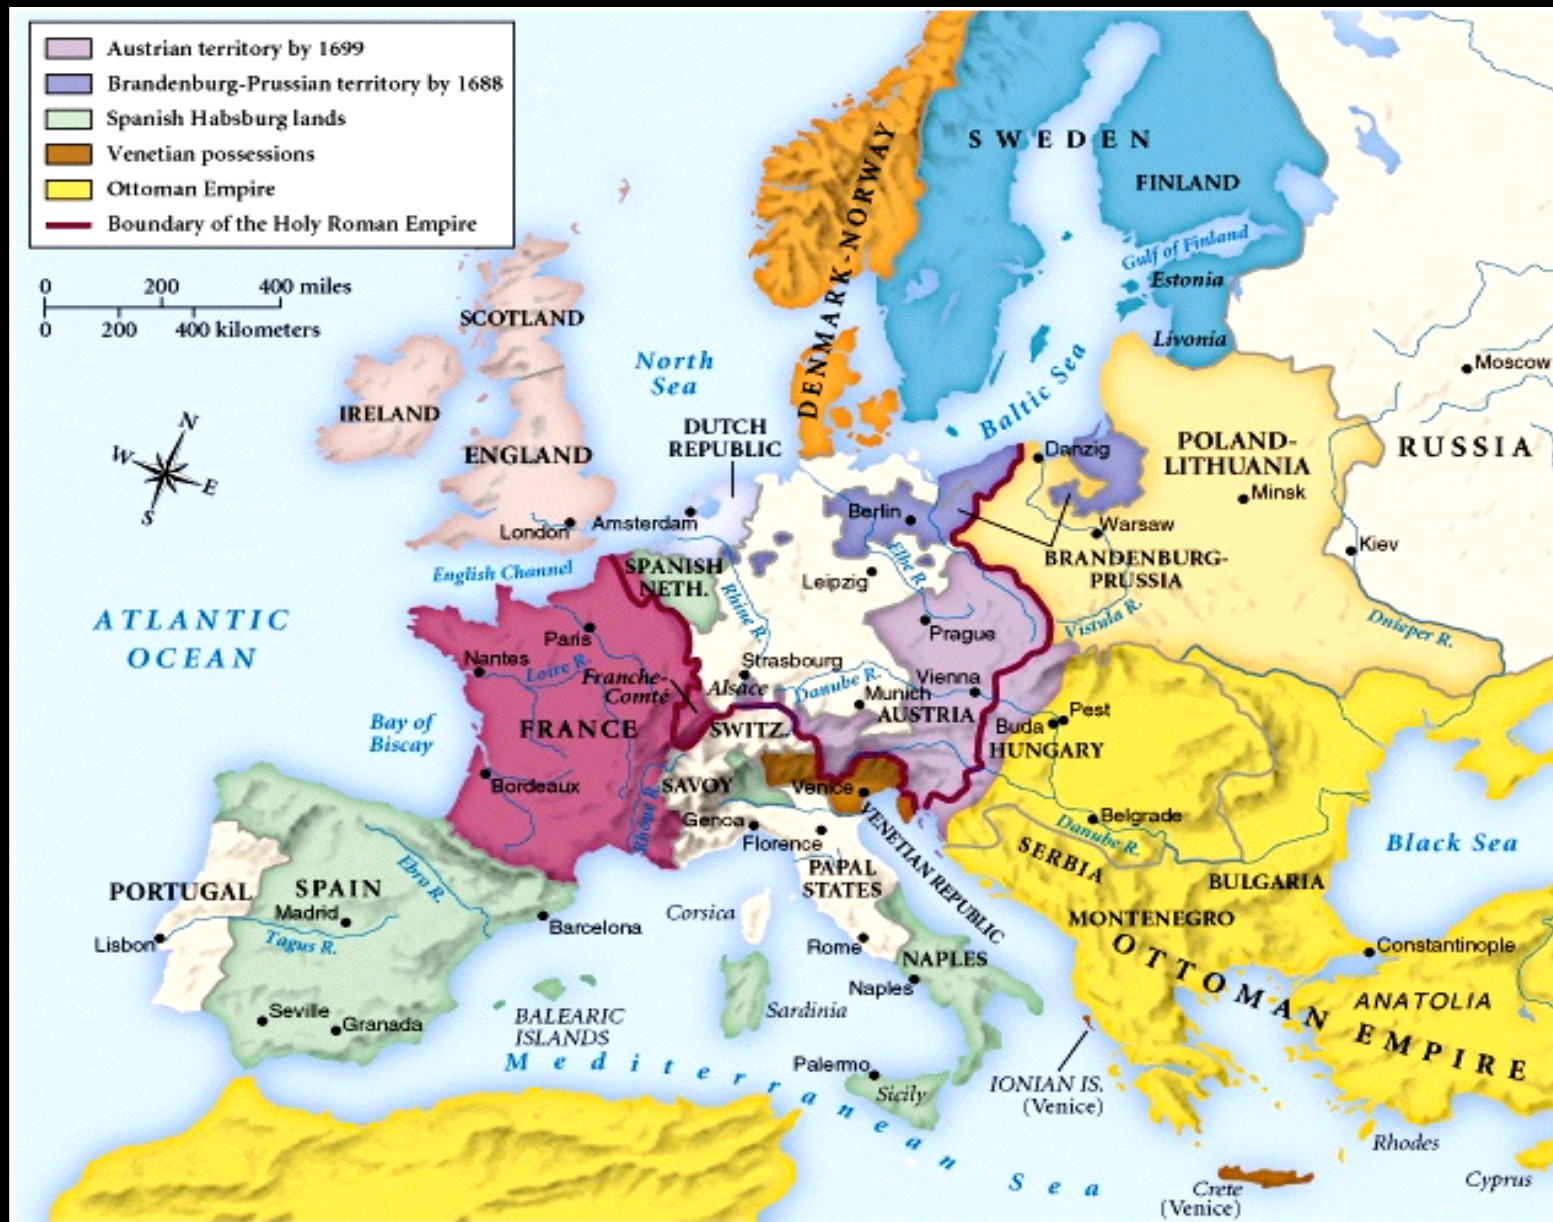 Austrian territory by 1699
Brandenburg-Prussian territory by 1688
Spanish Habsburg lands
Venetian possessions
Ottoman Empire
Boundary of the Holy Roman Empire
0 200 400 miles
0 200 400 kilometers
N
W
E
S
SWEDEN
FINLAND
DENMARK-NORWAY
Gulf of Finland
Estonia
Livonia
SCOTLAND
North
Sea
Baltic Sea
Moscow
IRELAND
ENGLAND
DUTCH
REPUBLIC
Danzig
POLAND-
LITHUANIA
RUSSIA
Minsk
London
Amsterdam
Berlin
Warsaw
Kiev
English Channel
SPANISH
NETH.
Rhine R.
Leipzig
Elbe R.
BRANDENBURG-
PRUSSIA
ATLANTIC
OCEAN
Paris
Prague
Vistula R.
Dnieper R.
Nantes
Loire R.
Franche-
Comté
Strasbourg
Alsace
Danube R.
Munich
Vienna
AUSTRIA
Bay of
Biscay
FRANCE
SWITZ.
Buda
Pest
HUNGARY
Bordeaux
Rhône R.
SAVOY
Venice
VENETIAN REPUBLIC
Genoa
Florence
Belgrade
Danube R.
SERBIA
Black Sea
PORTUGAL
SPAIN
Ebro R.
PAPAL
STATES
BULGARIA
Madrid
Barcelona
Corsica
MONTENEGRO
Lisbon
Tagus R.
Rome
NAPLES
Naples
Constantinople
OTTOMAN EMPIRE
ANATOLIA
Seville
Granada
BALEARIC
ISLANDS
Sardinia
Mediterranean Sea
Palermo
Sicily
IONIAN IS.
(Venice)
Rhodes
Crete
(Venice)
Cyprus